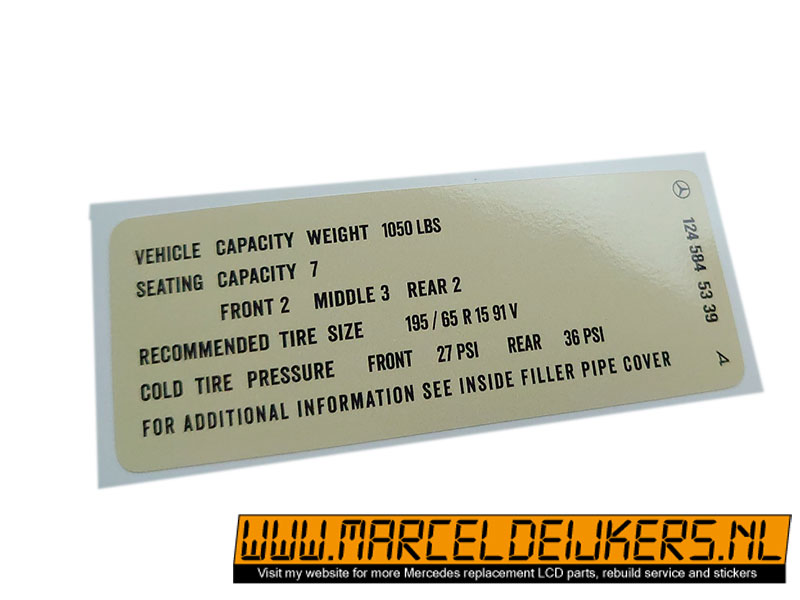 VEHICLE CAPACITY WEIGHT 1050 LBS
SEATING CAPACITY 7
FRONT 2 MIDDLE 3 REAR 2
RECOMMENDED TIRE SIZE 195 / 65 R 15 91 V
COLD TIRE PRESSURE FRONT 27 PSI REAR 36 PSI
FOR ADDITIONAL INFORMATION SEE INSIDE FILLER PIPE COVER
124 584 53 39 A
WWW.MARCELDEIJKERS.NL
Visit my website for more Mercedes replacement LCD parts, rebuild service and stickers